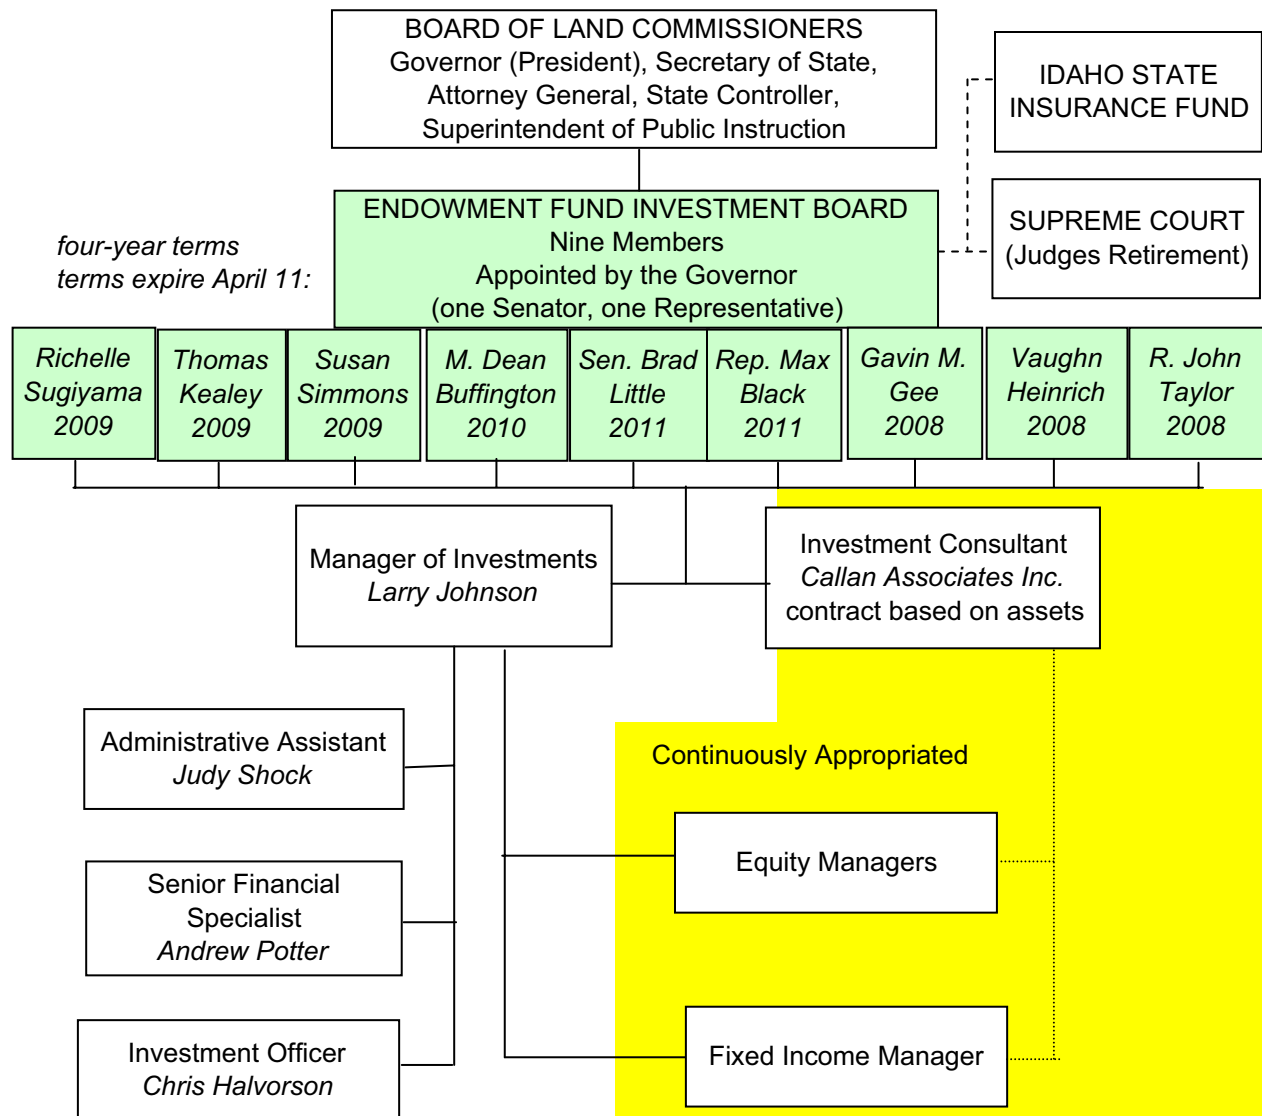 BOARD OF LAND COMMISSIONERS
Governor (President), Secretary of State,
Attorney General, State Controller,
Superintendent of Public Instruction
IDAHO STATE
INSURANCE FUND
SUPREME COURT
(Judges Retirement)
ENDOWMENT FUND INVESTMENT BOARD
Nine Members
Appointed by the Governor
(one Senator, one Representative)
four-year terms
terms expire April 11:
Richelle
Sugiyama
2009
Thomas
Kealey
2009
Susan
Simmons
2009
M. Dean
Buffington
2010
Sen. Brad
Little
2011
Rep. Max
Black
2011
Gavin M.
Gee
2008
Vaughn
Heinrich
2008
R. John
Taylor
2008
Manager of Investments
Larry Johnson
Investment Consultant
Callan Associates Inc.
contract based on assets
Administrative Assistant
Judy Shock
Continuously Appropriated
Senior Financial
Specialist
Andrew Potter
Equity Managers
Investment Officer
Chris Halvorson
Fixed Income Manager